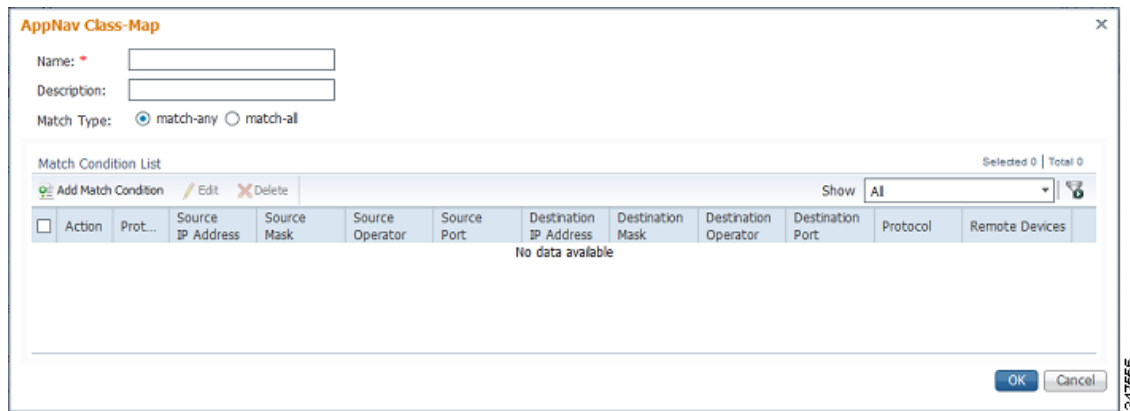 AppNav Class-Map
Name: *
Description:
Match Type: match-any match-all
Match Condition List Selected 0 | Total 0
Add Match Condition Edit Delete Show All
Action Prot... Source IP Address Source Mask Source Operator Source Port Destination IP Address Destination Mask Destination Operator Destination Port Protocol Remote Devices
No data available
OK Cancel
347555